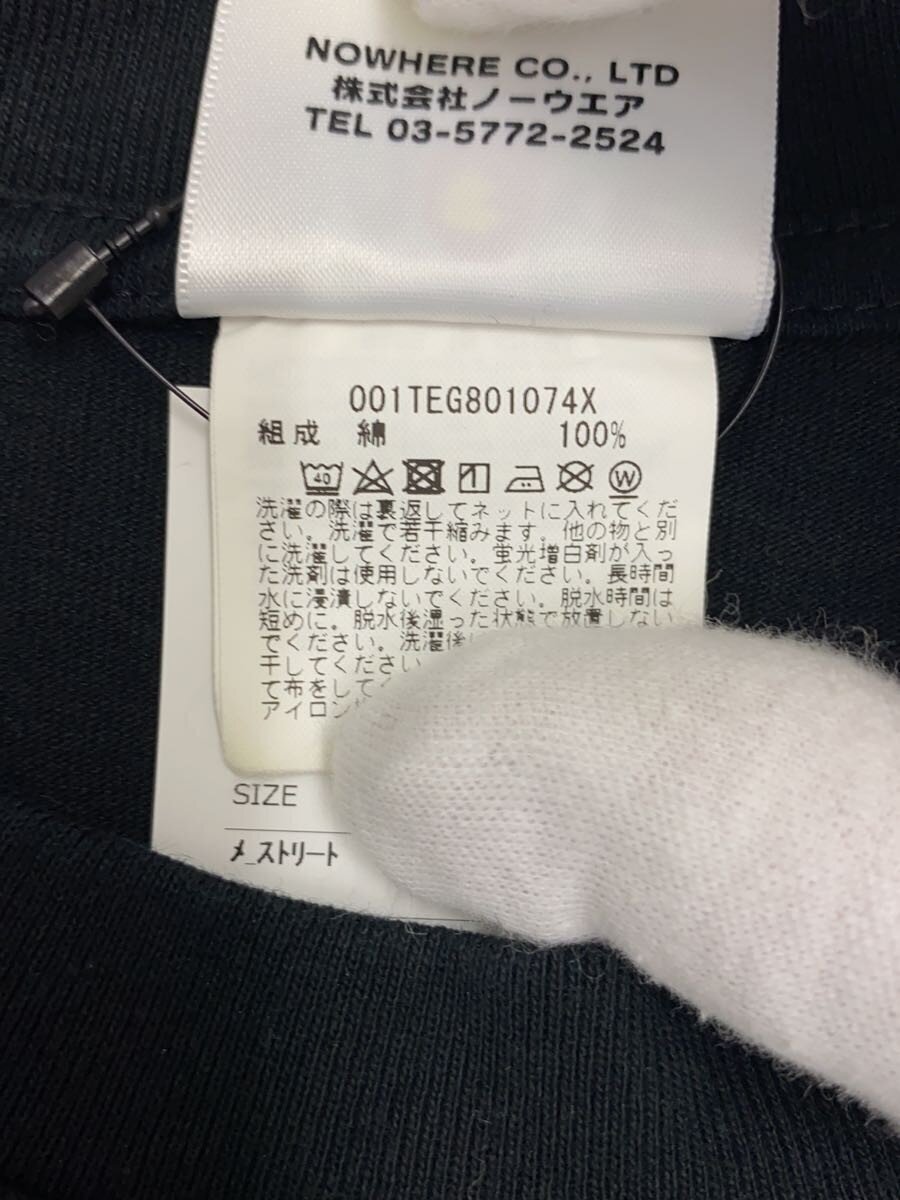 NOWHERE CO., LTD
株式会社ノーウエア
TEL 03-5772-2524
001TEG801074X
組成 綿 100%
40 W
洗濯の際は裏返してネットに入れてくだ
さい。洗濯で若干縮みます。他の物と別
に洗濯してください。蛍光増白剤が入っ
た洗剤は使用しないでください。長時間
水に浸漬しないでください。脱水時間は
短めに。脱水後湿った状態で放置しない
でください。洗濯後
干してください
て布をして
アイロン
SIZE
メ_ストリート